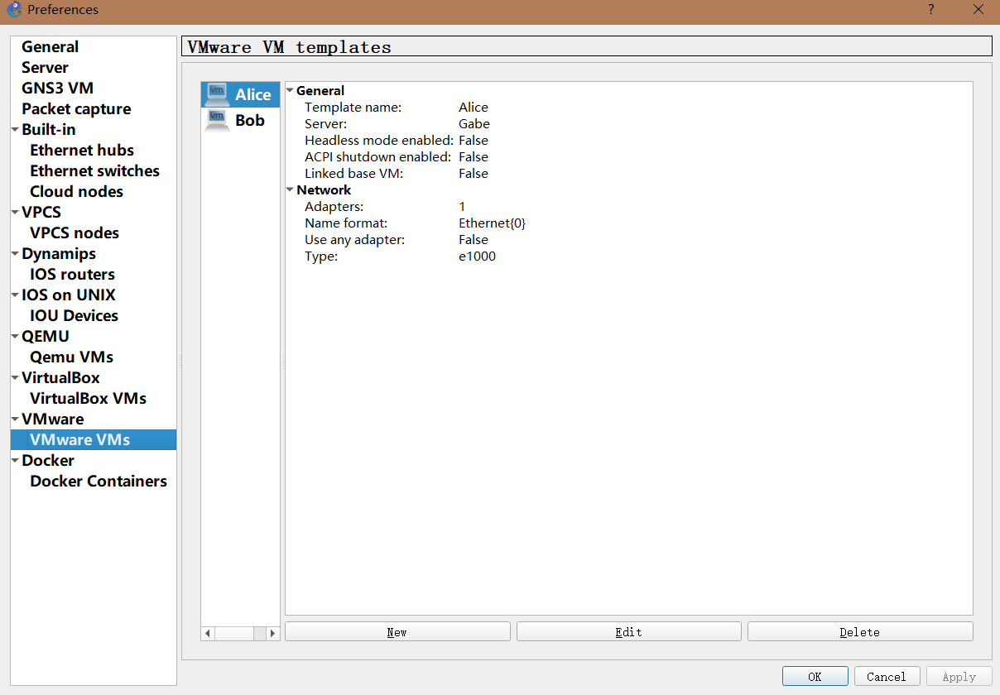 Preferences
?
General
Server
GNS3 VM
Packet capture
Built-in
Ethernet hubs
Ethernet switches
Cloud nodes
VPCS
VPCS nodes
Dynamips
IOS routers
IOS on UNIX
IOU Devices
QEMU
Qemu VMs
VirtualBox
VirtualBox VMs
VMware
VMware VMs
Docker
Docker Containers
VMware VM templates
vm Alice
vm Bob
General
Template name: Alice
Server: Gabe
Headless mode enabled: False
ACPI shutdown enabled: False
Linked base VM: False
Network
Adapters: 1
Name format: Ethernet{0}
Use any adapter: False
Type: e1000
New Edit Delete
OK Cancel Apply